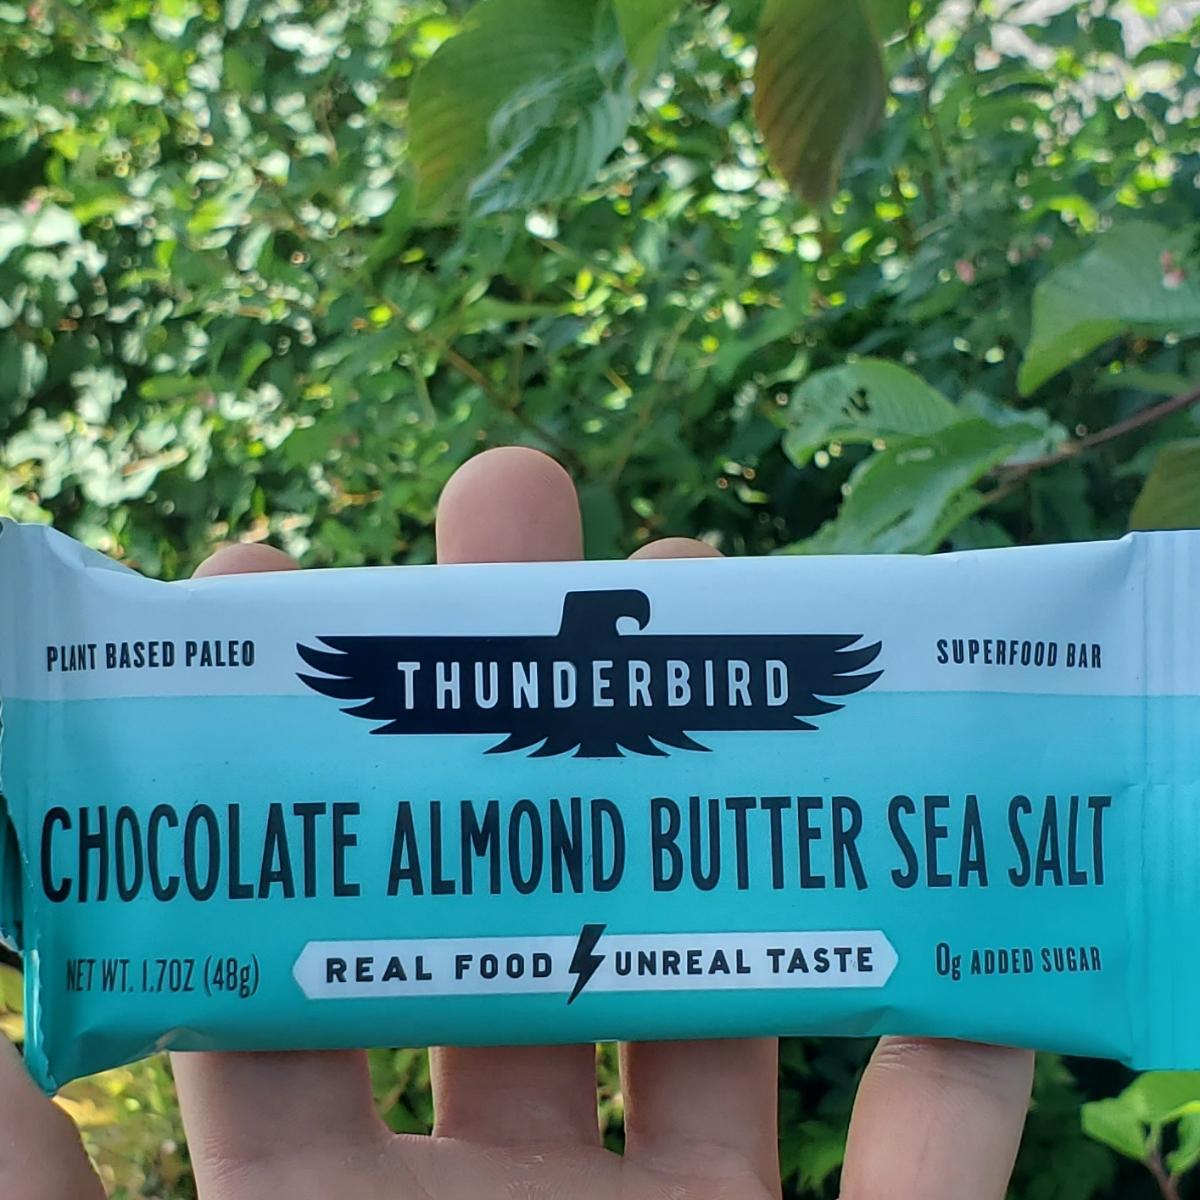 PLANT BASED PALEO
THUNDERBIRD
SUPERFOOD BAR
CHOCOLATE ALMOND BUTTER SEA SALT
NET WT. 1.7OZ (48g)
REAL FOOD UNREAL TASTE
0g ADDED SUGAR